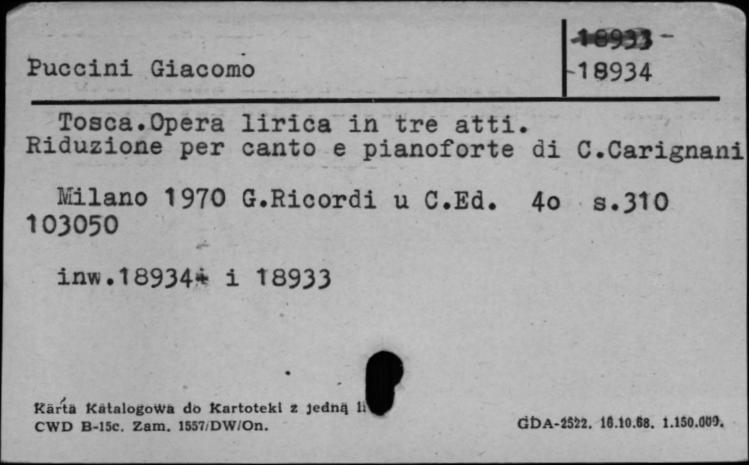 18933 -
Puccini Giacomo
-18934
Tosca.Opera lirica in tre atti.
Riduzione per canto e pianoforte di C.Carignani
Milano 1970 G.Ricordi u C.Ed. 4o s.310
103050
inw.18934 i 18933
Karta Katalogowa do Kartoteki z jedną li
CWD B-15c. Zam. 1557/DW/On.
GDA-2522. 16.10.68. 1.150.000.